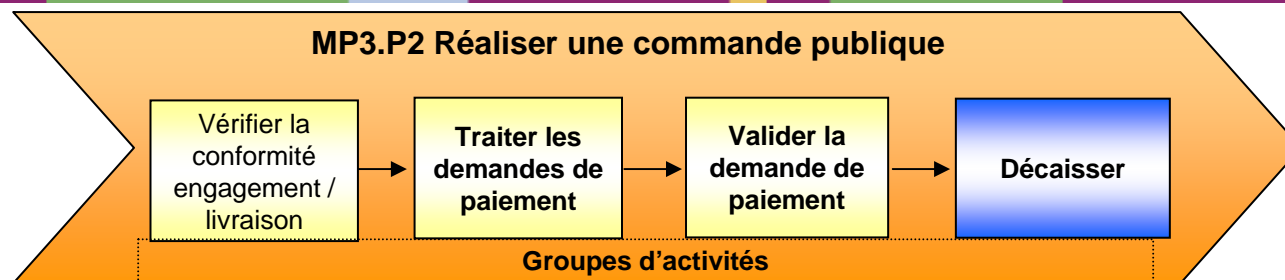 MP3.P2 Réaliser une commande publique
Vérifier la
conformité
engagement /
livraison
Traiter les
demandes de
paiement
Valider la
demande de
paiement
Décaisser
Groupes d'activités